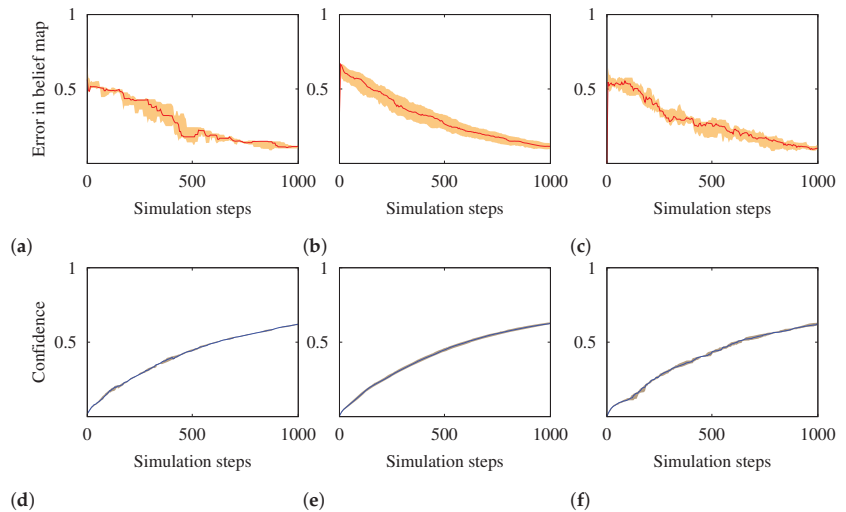 1 1 1
Error in belief map
0.5 0.5 0.5
0 500 1000 0 500 1000 0 500 1000
Simulation steps Simulation steps Simulation steps
(a) (b) (c)
1 1 1
Confidence
0.5 0.5 0.5
0 500 1000 0 500 1000 0 500 1000
Simulation steps Simulation steps Simulation steps
(d) (e) (f)